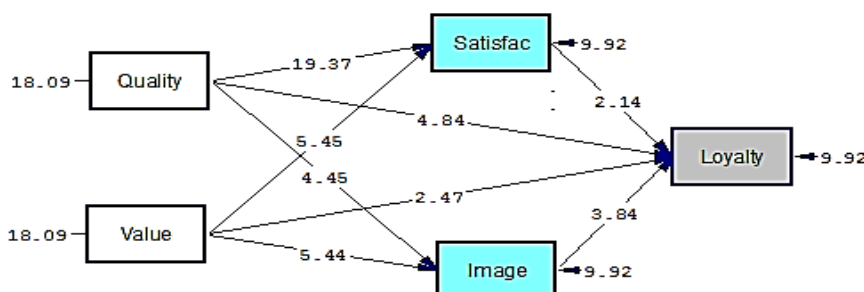 Satisfac
9.92
19.37
18.09
Quality
2.14
4.84
5.45
Loyalty
9.92
4.45
2.47
3.84
18.09
Value
5.44
Image
9.92